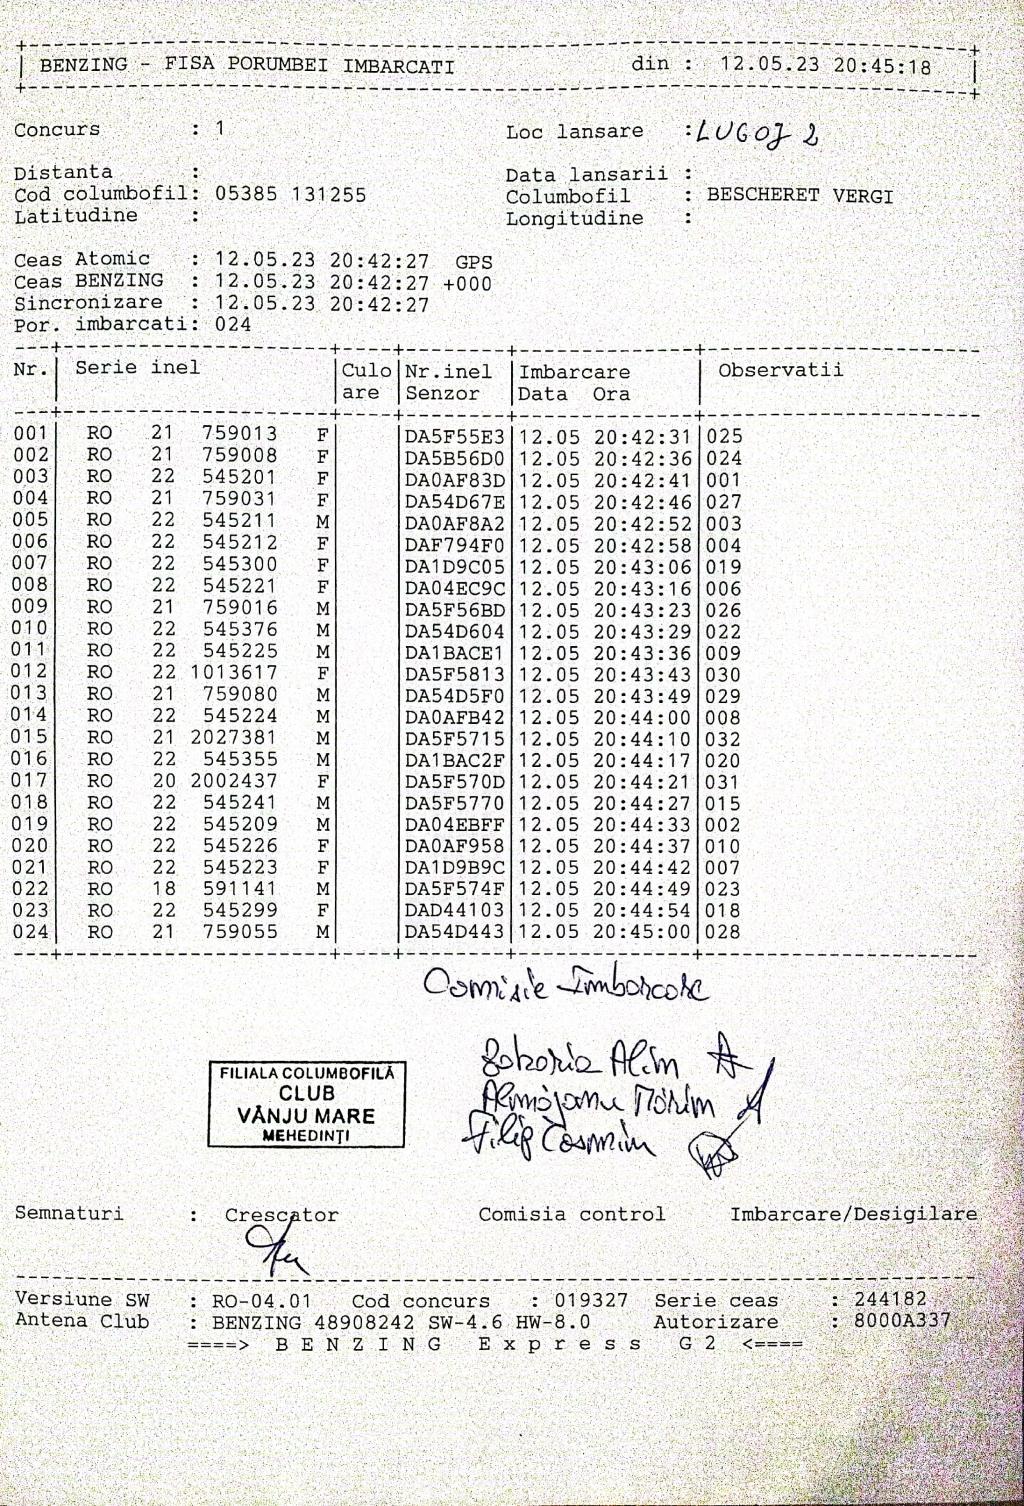 BENZING - FISA PORUMBEI IMBARCATI din : 12.05.23 20:45:18
Concurs : 1 Loc lansare : LUGOJ 2
Distanta : Data lansarii :
Cod columbofil: 05385 131255 Columbofil : BESCHERET VERGI
Latitudine : Longitudine :
Ceas Atomic : 12.05.23 20:42:27 GPS
Ceas BENZING : 12.05.23 20:42:27 +000
Sincronizare : 12.05.23 20:42:27
Por. imbarcati: 024
Nr. Serie inel Culo Nr.inel Imbarcare Observatii
are Senzor Data Ora
001 RO 21 759013 F DA5F55E3 12.05 20:42:31 025
002 RO 21 759008 F DA5B56D0 12.05 20:42:36 024
003 RO 22 545201 F DA0AF83D 12.05 20:42:41 001
004 RO 21 759031 F DA54D67E 12.05 20:42:46 027
005 RO 22 545211 M DA0AF8A2 12.05 20:42:52 003
006 RO 22 545212 F DAF794F0 12.05 20:42:58 004
007 RO 22 545300 F DA1D9C05 12.05 20:43:06 019
008 RO 22 545221 F DA04EC9C 12.05 20:43:16 006
009 RO 21 759016 M DA5F56BD 12.05 20:43:23 026
010 RO 22 545376 M DA54D604 12.05 20:43:29 022
011 RO 22 545225 M DA1BACE1 12.05 20:43:36 009
012 RO 22 1013617 F DA5F5813 12.05 20:43:43 030
013 RO 21 759080 M DA54D5F0 12.05 20:43:49 029
014 RO 22 545224 M DA0AFB42 12.05 20:44:00 008
015 RO 21 2027381 M DA5F5715 12.05 20:44:10 032
016 RO 22 545355 M DA1BAC2F 12.05 20:44:17 020
017 RO 20 2002437 F DA5F570D 12.05 20:44:21 031
018 RO 22 545241 M DA5F5770 12.05 20:44:27 015
019 RO 22 545209 M DA04EBFF 12.05 20:44:33 002
020 RO 22 545226 F DA0AF958 12.05 20:44:37 010
021 RO 22 545223 F DA1D9B9C 12.05 20:44:42 007
022 RO 18 591141 M DA5F574F 12.05 20:44:49 023
023 RO 22 545299 F DAD44103 12.05 20:44:54 018
024 RO 21 759055 M DA54D443 12.05 20:45:00 028
Comisie Imbarcare
Alim
FILIALA COLUMBOFILĂ
CLUB
VÂNJU MARE
MEHEDINȚI
Filip Cosmin
Semnaturi : Crescator Comisia control Imbarcare/Desigilare
Versiune SW : RO-04.01 Cod concurs : 019327 Serie ceas : 244182
Antena Club : BENZING 48908242 SW-4.6 HW-8.0 Autorizare : 8000A337
====> B E N Z I N G E x p r e s s G 2 <====